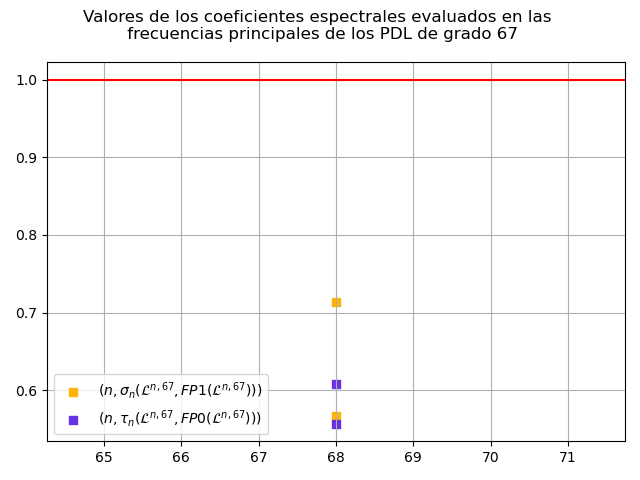 Valores de los coeficientes espectrales evaluados en las
frecuencias principales de los PDL de grado 67
1.0
0.9
0.8
0.7
0.6
(n, σₙ(ℒⁿ,⁶⁷, FP1(ℒⁿ,⁶⁷)))
(n, τₙ(ℒⁿ,⁶⁷, FP0(ℒⁿ,⁶⁷)))
65 66 67 68 69 70 71